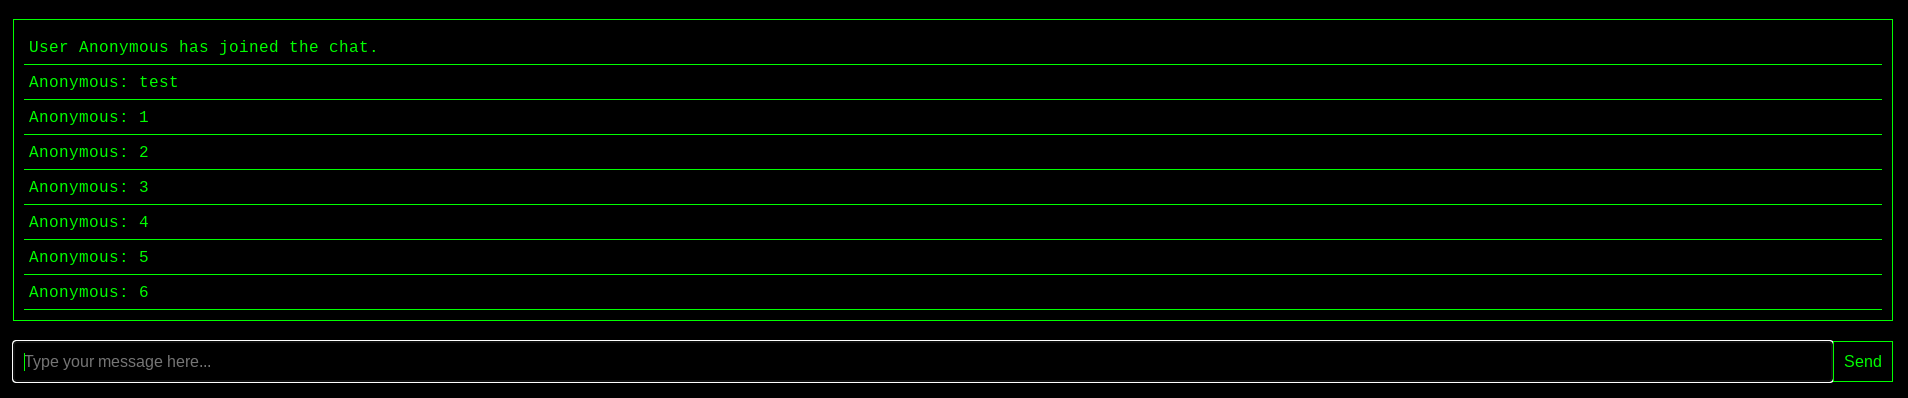 User Anonymous has joined the chat.
Anonymous: test
Anonymous: 1
Anonymous: 2
Anonymous: 3
Anonymous: 4
Anonymous: 5
Anonymous: 6
Type your message here...
Send